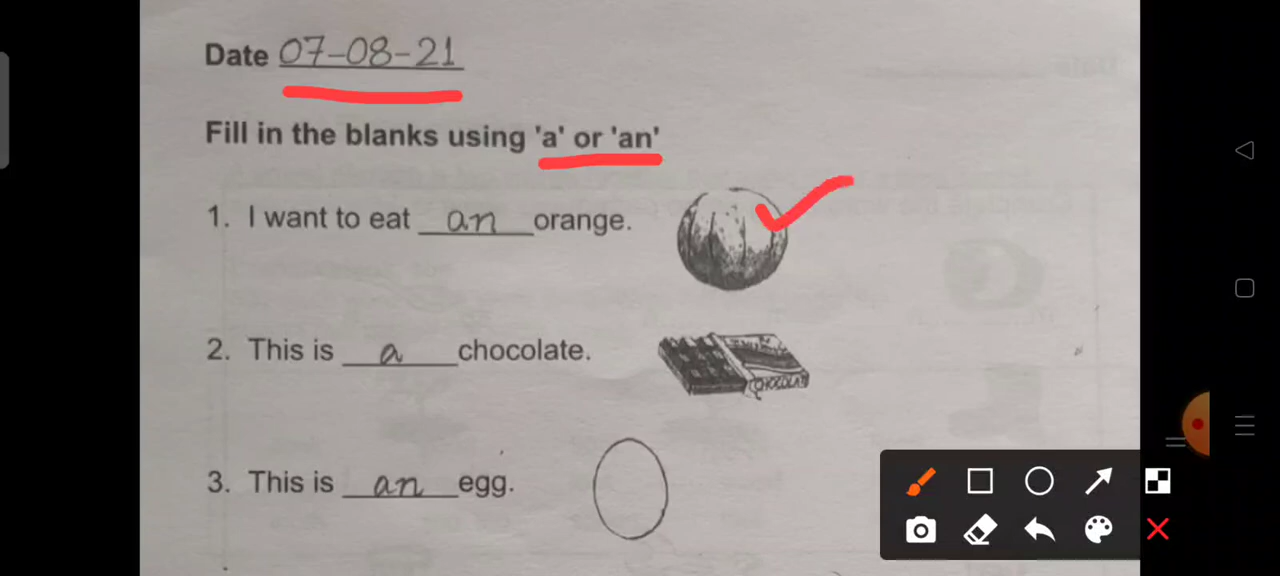 Date 07-08-21
Fill in the blanks using 'a' or 'an'
1. I want to eat an orange.
2. This is a chocolate.
CHOCOLAT
3. This is an egg.